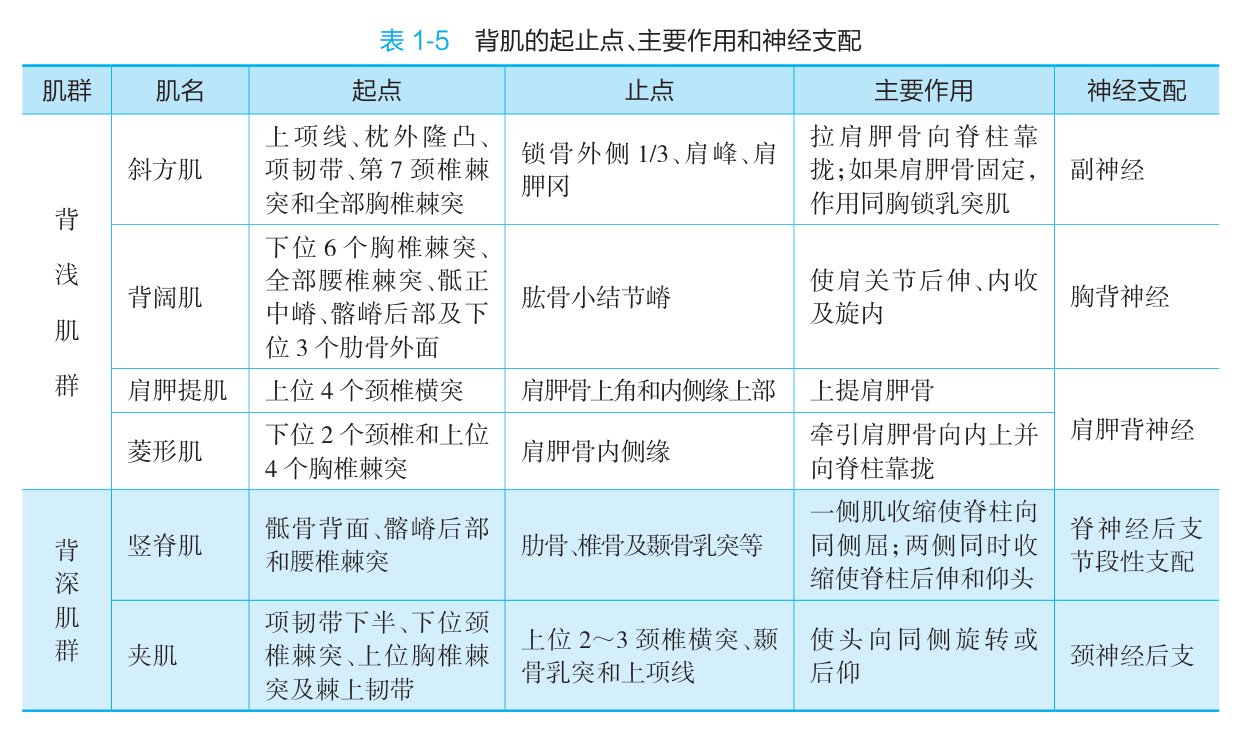 表 1-5 背肌的起止点、主要作用和神经支配
肌群 肌名 起点 止点 主要作用 神经支配
背
浅
肌
群
斜方肌
上项线、枕外隆凸、
项韧带、第 7 颈椎棘
突和全部胸椎棘突
锁骨外侧 1/3、肩峰、肩
胛冈
拉肩胛骨向脊柱靠
拢;如果肩胛骨固定,
作用同胸锁乳突肌
副神经
背阔肌
下位 6 个胸椎棘突、
全部腰椎棘突、骶正
中嵴、髂嵴后部及下
位 3 个肋骨外面
肱骨小结节嵴
使肩关节后伸、内收
及旋内
胸背神经
肩胛提肌
上位 4 个颈椎横突
肩胛骨上角和内侧缘上部
上提肩胛骨
肩胛背神经
菱形肌
下位 2 个颈椎和上位
4 个胸椎棘突
肩胛骨内侧缘
牵引肩胛骨向内上并
向脊柱靠拢
背
深
肌
群
竖脊肌
骶骨背面、髂嵴后部
和腰椎棘突
肋骨、椎骨及颞骨乳突等
一侧肌收缩使脊柱向
同侧屈;两侧同时收
缩使脊柱后伸和仰头
脊神经后支
节段性支配
夹肌
项韧带下半、下位颈
椎棘突、上位胸椎棘
突及棘上韧带
上位 2～3 颈椎横突、颞
骨乳突和上项线
使头向同侧旋转或
后仰
颈神经后支